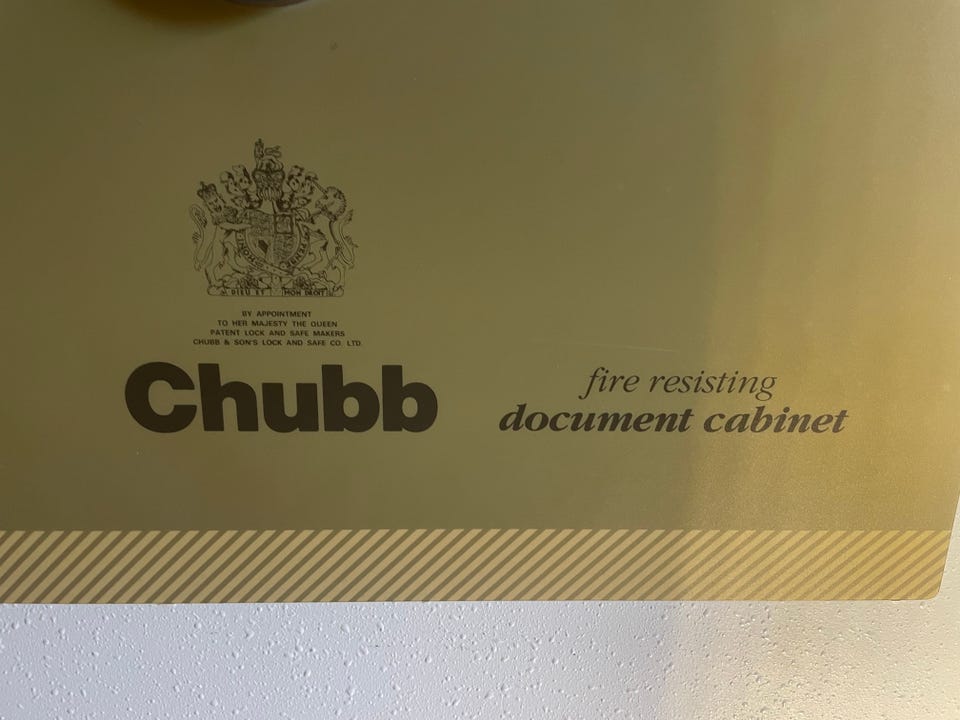 DIEU ET MON DROIT
BY APPOINTMENT
TO HER MAJESTY THE QUEEN
PATENT LOCK AND SAFE MAKERS
CHUBB & SON'S LOCK AND SAFE CO. LTD.
Chubb
fire resisting
document cabinet